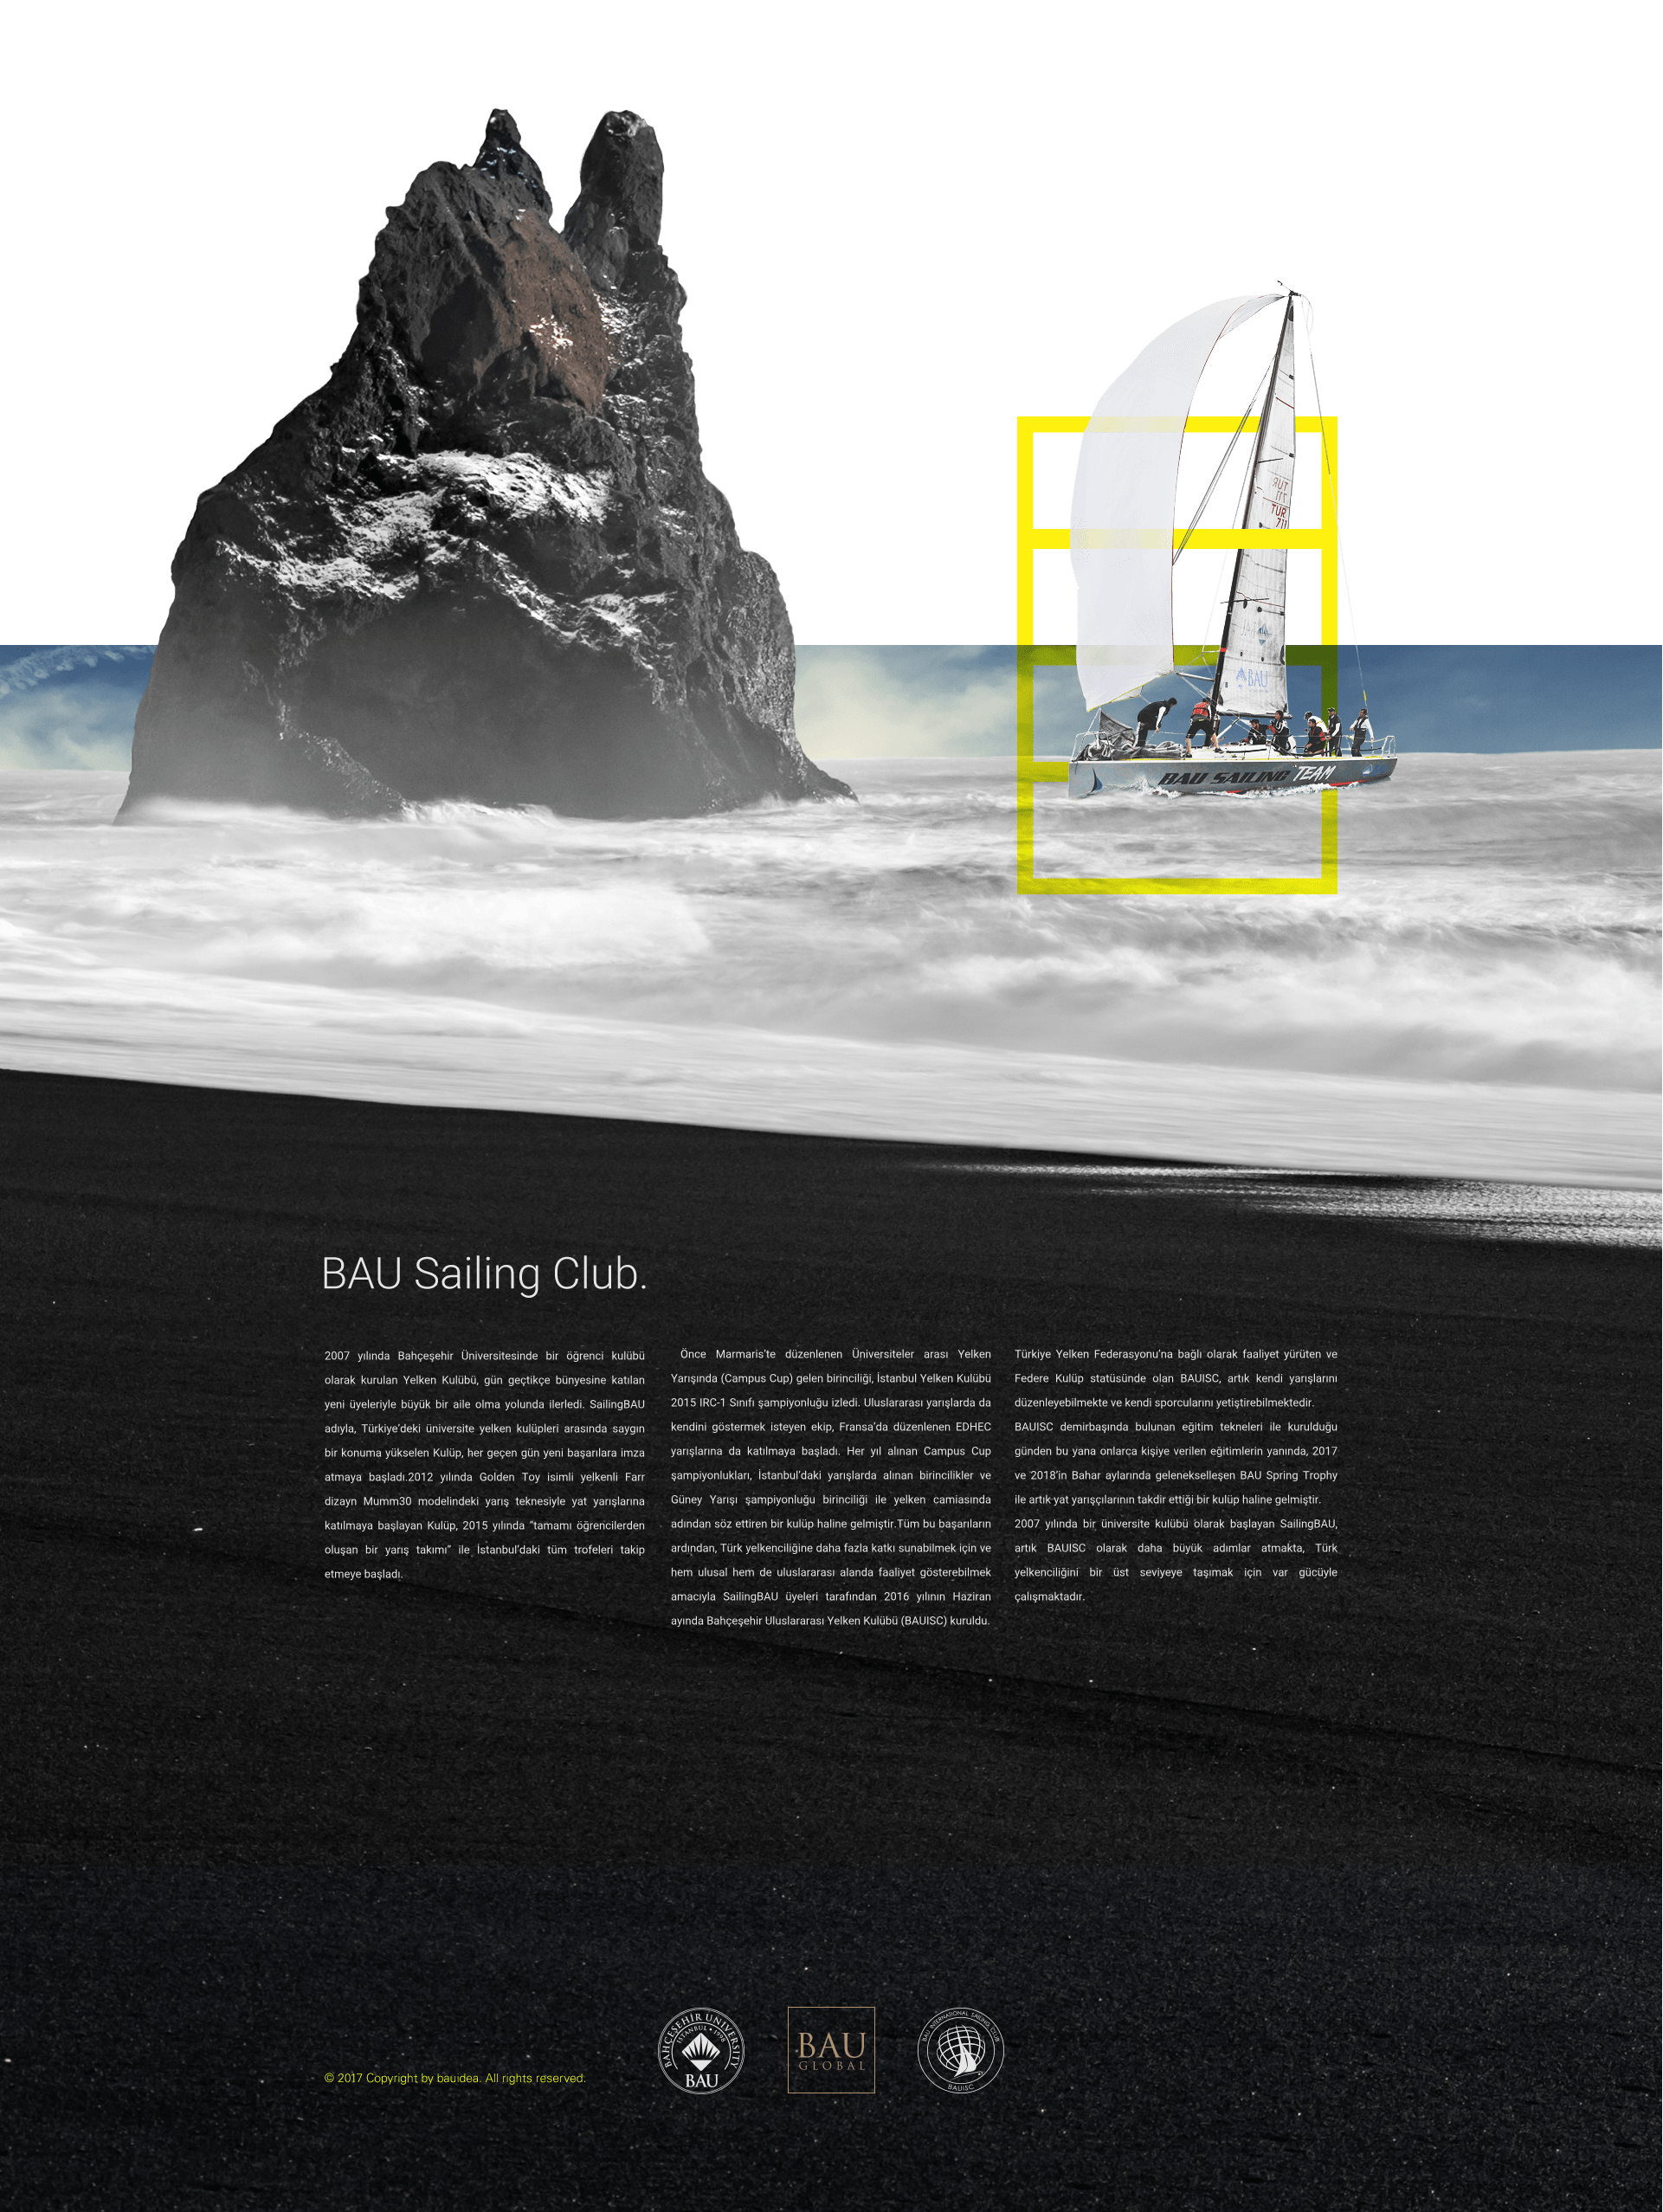 TUR
711
TUR
711
BAU
BAU SAILING TEAM
BAU Sailing Club.
2007 yılında Bahçeşehir Üniversitesinde bir öğrenci kulübü
olarak kurulan Yelken Kulübü, gün geçtikçe bünyesine katılan
yeni üyeleriyle büyük bir aile olma yolunda ilerledi. SailingBAU
adıyla, Türkiye'deki üniversite yelken kulüpleri arasında saygın
bir konuma yükselen Kulüp, her geçen gün yeni başarılara imza
atmaya başladı.2012 yılında Golden Toy isimli yelkenli Farr
dizayn Mumm30 modelindeki yarış teknesiyle yat yarışlarına
katılmaya başlayan Kulüp, 2015 yılında “tamamı öğrencilerden
oluşan bir yarış takımı” ile İstanbul'daki tüm trofeleri takip
etmeye başladı.
Önce Marmaris'te düzenlenen Üniversiteler arası Yelken
Yarışında (Campus Cup) gelen birinciliği, İstanbul Yelken Kulübü
2015 IRC-1 Sınıfı şampiyonluğu izledi. Uluslararası yarışlarda da
kendini göstermek isteyen ekip, Fransa'da düzenlenen EDHEC
yarışlarına da katılmaya başladı. Her yıl alınan Campus Cup
şampiyonlukları, İstanbul'daki yarışlarda alınan birincilikler ve
Güney Yarışı şampiyonluğu birinciliği ile yelken camiasında
adından söz ettiren bir kulüp haline gelmiştir.Tüm bu başarıların
ardından, Türk yelkenciliğine daha fazla katkı sunabilmek için ve
hem ulusal hem de uluslararası alanda faaliyet gösterebilmek
amacıyla SailingBAU üyeleri tarafından 2016 yılının Haziran
ayında Bahçeşehir Uluslararası Yelken Kulübü (BAUISC) kuruldu.
Türkiye Yelken Federasyonu'na bağlı olarak faaliyet yürüten ve
Federe Kulüp statüsünde olan BAUISC, artık kendi yarışlarını
düzenleyebilmekte ve kendi sporcularını yetiştirebilmektedir.
BAUISC demirbaşında bulunan eğitim tekneleri ile kurulduğu
günden bu yana onlarca kişiye verilen eğitimlerin yanında, 2017
ve 2018'in Bahar aylarında gelenekselleşen BAU Spring Trophy
ile artık yat yarışçılarının takdir ettiği bir kulüp haline gelmiştir.
2007 yılında bir üniversite kulübü olarak başlayan SailingBAU,
artık BAUISC olarak daha büyük adımlar atmakta, Türk
yelkenciliğini bir üst seviyeye taşımak için var gücüyle
çalışmaktadır.
© 2017 Copyright by bauidea. All rights reserved.
BAHÇEŞEHİR UNIVERSITY
İSTANBUL • 1998
BAU
BAU
GLOBAL
BAU INTERNATIONAL SAILING CLUB
BAUISC